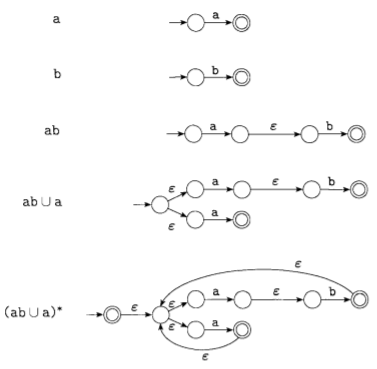 a a
b b
ab a ε b
ε a ε b
ab ∪ a
ε a
ε
ε a ε b
(ab ∪ a)* ε ε
ε a
ε